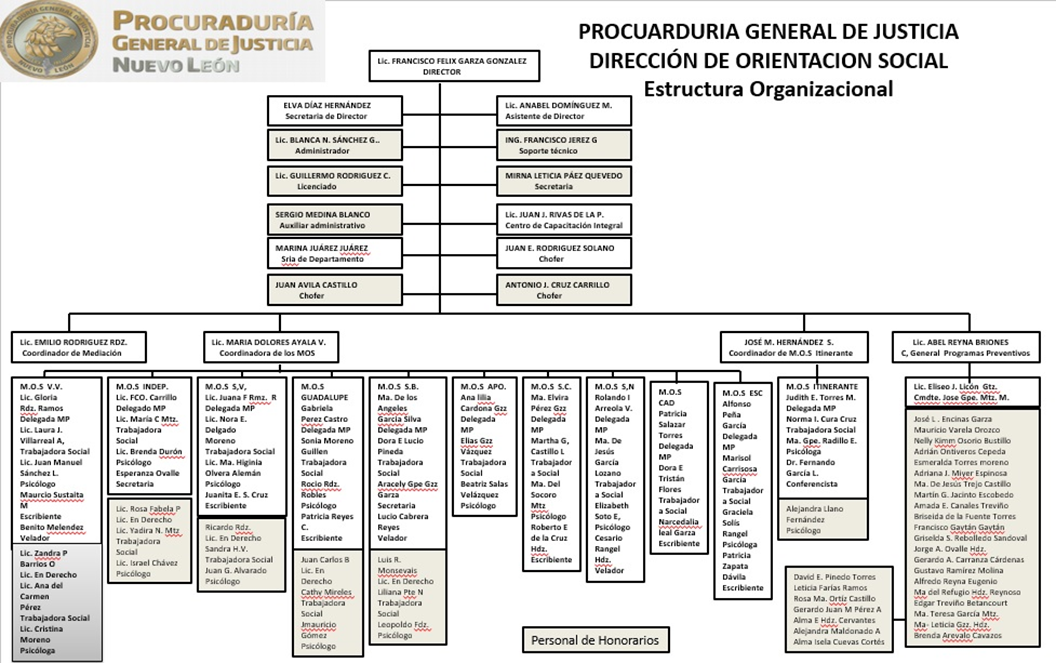 PROCURADURÍA
GENERAL DE JUSTICIA
NUEVO LEÓN
PROCUARDURIA GENERAL DE JUSTICIA
DIRECCIÓN DE ORIENTACION SOCIAL
Estructura Organizacional
Lic. FRANCISCO FELIX GARZA GONZALEZ
DIRECTOR
ELVA DÍAZ HERNÁNDEZ
Secretaria de Director
Lic. ANABEL DOMÍNGUEZ M.
Asistente de Director
Lic. BLANCA N. SÁNCHEZ G..
Administrador
ING. FRANCISCO JEREZ G
Soporte técnico
Lic. GUILLERMO RODRIGUEZ C.
Licenciado
MIRNA LETICIA PÁEZ QUEVEDO
Secretaria
SERGIO MEDINA BLANCO
Auxiliar administrativo
Lic. JUAN J. RIVAS DE LA P.
Centro de Capacitación Integral
MARINA JUÁREZ JUÁREZ
Sria de Departamento
JUAN E. RODRIGUEZ SOLANO
Chofer
JUAN AVILA CASTILLO
Chofer
ANTONIO J. CRUZ CARRILLO
Chofer
Lic. EMILIO RODRIGUEZ RDZ.
Coordinador de Mediación
Lic. MARIA DOLORES AYALA V.
Coordinadora de los MOS
JOSÉ M. HERNÁNDEZ S.
Coordinador de M.O.S Itinerante
Lic. ABEL REYNA BRIONES
C, General Programas Preventivos
M.O.S V.V.
Lic. Gloria
Rdz. Ramos
Delegada MP
Lic. Laura J.
Villarreal A,
Trabajadora Social
Lic. Juan Manuel
Sánchez L.
Psicólogo
Maurcio Sustaita
M
Escribiente
Benito Melendez
Velador
Lic. Zandra P
Barrios O
Lic. En Derecho
Lic. Ana del
Carmen
Pérez
Trabajadora Social
Lic. Cristina
Moreno
Psicóloga
M.O.S INDEP.
Lic. FCO. Carrillo
Delegado MP
Lic. María C Mtz.
Trabajadora
Social
Lic. Brenda Durón
Psicólogo
Esperanza Ovalle
Secretaria
Lic. Rosa Fabela P
Lic. En Derecho
Lic. Yadira N. Mtz
Trabajadora
Social
Lic. Israel Chávez
Psicólogo
M.O.S S,V,
Lic. Juana F Rmz. R
Delegada MP
Lic. Nora E.
Delgado
Moreno
Trabajadora Social
Lic. Ma. Higinia
Olvera Alemán
Psicólogo
Juanita E. S. Cruz
Escribiente
Ricardo Rdz.
Lic. En Derecho
Sandra H.V.
Trabajadora Social
Juan G. Alvarado
Psicólogo
M.O.S
GUADALUPE
Gabriela
Perez Castro
Delegada MP
Sonia Moreno
Guillen
Trabajadora
Social
Rocio Rdz.
Robles
Psicólogo
Patricia Reyes
C.
Escribiente
Juan Carlos B
Lic. En
Derecho
Cathy Mireles
Trabajadora
Social
Jmauricio
Gómez
Psicólogo
M.O.S S.B.
Ma. De los
Angeles
Garcia Silva
Delegada MP
Dora E Lucio
Pineda
Trabajadora
Social
Aracely Gpe Gzz
Garza
Secretaria
Lucio Cabrera
Reyes
Velador
Luis R.
Monsevais
Lic. En Derecho
Liliana Pte N
Trabajadora
Social
Leopoldo Fdz.
Psicólogo
M.O.S APO.
Ana lilia
Cardona Gzz
Delegada
MP
Elias Gzz
Vázquez
Trabajadora
Social
Beatriz Salas
Velázquez
Psicólogo
M.O.S S.C.
Ma. Elvira
Pérez Gzz
Delegada
MP
Martha G,
Castillo L
Trabajador
a Social
Ma. Del
Socoro
Mtz
Psicólogo
Roberto E
de la Cruz
Hdz.
Escribiente
M.O.S S,N
Rolando I
Arreola V.
Delegada
MP
Ma. De
Jesús
García
Lozano
Trabajador
a Social
Elizabeth
Soto E,
Psicólogo
Cesario
Rangel
Hdz.
Velador
M.O.S
CAD
Patricia
Salazar
Torres
Delegada
MP
Dora E
Tristán
Flores
Trabajador
a Social
Narcedalia
leal Garza
Escribiente
M.O.S ESC
Alfonso
Peña
García
Delegada
MP
Marisol
Carrisosa
García
Trabajador
a Social
Graciela
Solís
Rangel
Psicóloga
Patricia
Zapata
Dávila
Escribiente
M.O.S ITINERANTE
Judith E. Torres M.
Delegada MP
Norma I. Cura Cruz
Trabajadora Social
Ma. Gpe. Radillo E.
Psicóloga
Dr. Fernando
García L.
Conferencista
Alejandra Llano
Fernández
Psicólogo
Lic. Eliseo J. Licón Gtz.
Cmdte. Jose Gpe. Mtz. M.
José L . Encinas Garza
Mauricio Varela Orozco
Nelly Kimm Osorio Bustillo
Adrián Ontiveros Cepeda
Esmeralda Torres moreno
Adriana J. Miyer Espinosa
Ma. De Jesús Trejo Castillo
Martín G. Jacinto Escobedo
Amada E. Canales Treviño
Briseida de la Fuente Torres
Francisco Gaytán Gaytán
Griselda S. Rebolledo Sandoval
Jorge A. Ovalle Hdz.
Gerardo A. Carranza Cárdenas
Gustavo Ramírez Molina
Alfredo Reyna Eugenio
Ma del Refugio Hdz. Reynoso
Edgar Treviño Betancourt
Ma. Teresa García Mtz.
Ma- Leticia Gzz. Hdz.
Brenda Arevalo Cavazos
David E. Pinedo Torres
Leticia Farías Ramos
Rosa Ma. Ortíz Castillo
Gerardo Juan M Pérez A
Alma E Hdz. Cervantes
Alejandra Maldonado A
Alma Isela Cuevas Cortés
Personal de Honorarios